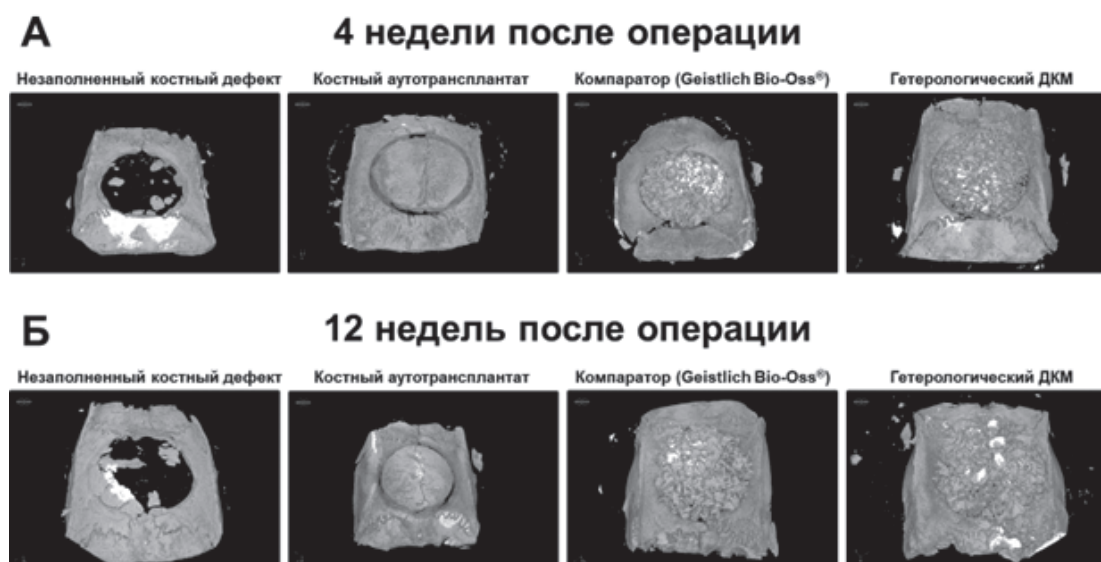 А
4 недели после операции
Незаполненный костный дефект
Костный аутотрансплантат
Компаратор (Geistlich Bio-Oss®)
Гетерологический ДКМ
Б
12 недель после операции
Незаполненный костный дефект
Костный аутотрансплантат
Компаратор (Geistlich Bio-Oss®)
Гетерологический ДКМ